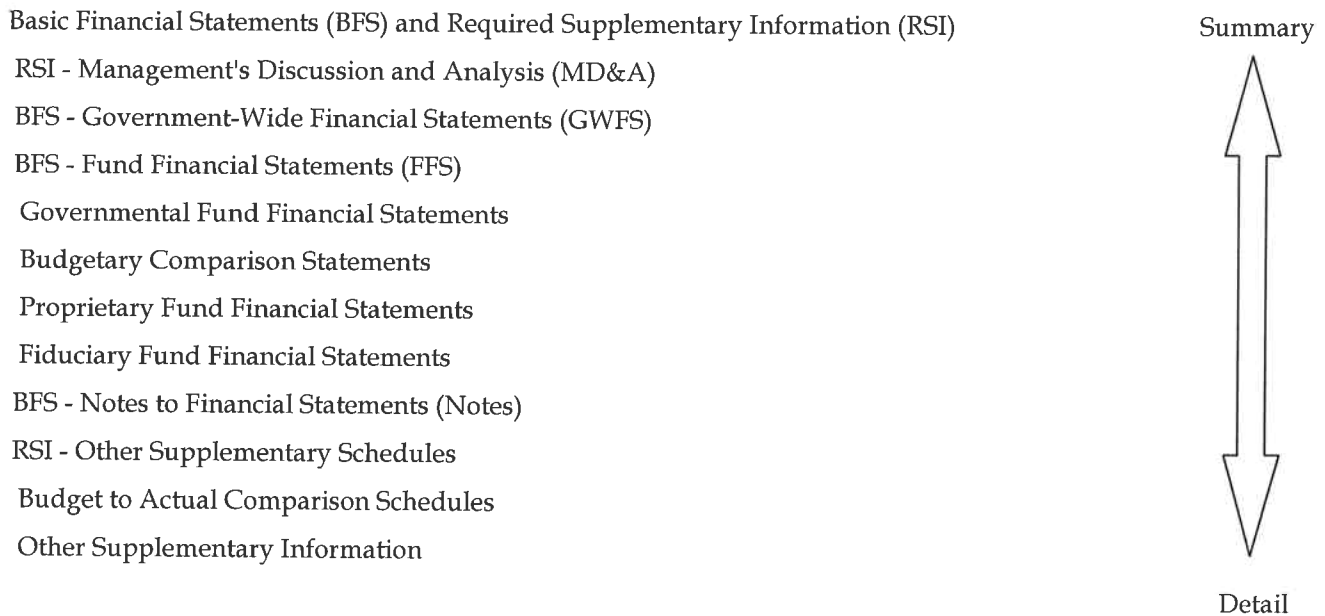 Basic Financial Statements (BFS) and Required Supplementary Information (RSI)
Summary
RSI - Management's Discussion and Analysis (MD&A)
BFS - Government-Wide Financial Statements (GWFS)
BFS - Fund Financial Statements (FFS)
Governmental Fund Financial Statements
Budgetary Comparison Statements
Proprietary Fund Financial Statements
Fiduciary Fund Financial Statements
BFS - Notes to Financial Statements (Notes)
RSI - Other Supplementary Schedules
Budget to Actual Comparison Schedules
Other Supplementary Information
Detail